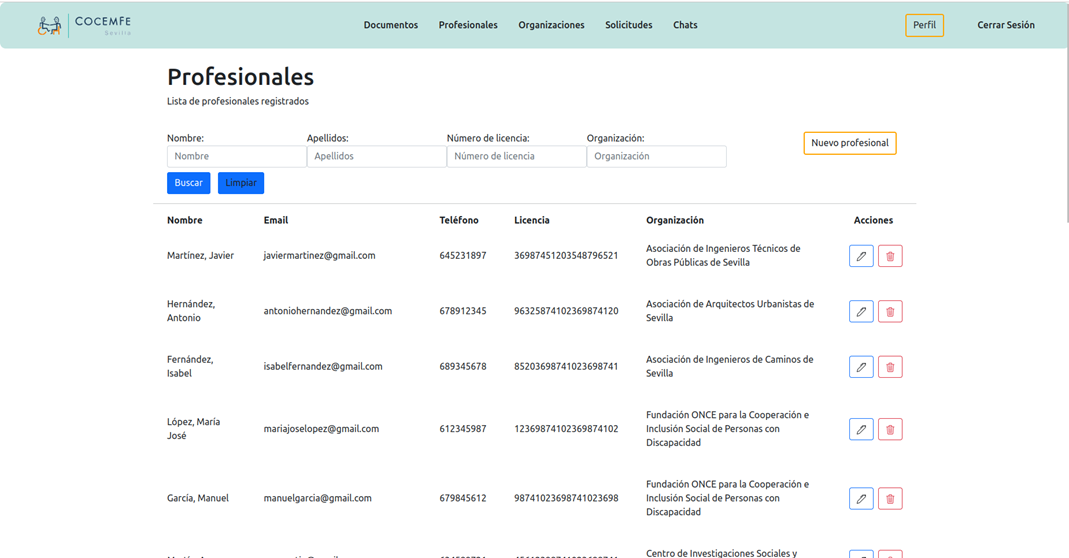 COCEMFE
Sevilla
Documentos Profesionales Organizaciones Solicitudes Chats Perfil Cerrar Sesión
Profesionales
Lista de profesionales registrados
Nombre: Apellidos: Número de licencia: Organización:
Nombre Apellidos Número de licencia Organización Nuevo profesional
Buscar Limpiar
Nombre Email Teléfono Licencia Organización Acciones
Martínez, Javier javiermartinez@gmail.com 645231897 36987451203548796521 Asociación de Ingenieros Técnicos de
Obras Públicas de Sevilla
Hernández,
Antonio antoniohernandez@gmail.com 678912345 96325874102369874120 Asociación de Arquitectos Urbanistas de
Sevilla
Fernández,
Isabel isabelfernandez@gmail.com 689345678 85203698741023698741 Asociación de Ingenieros de Caminos de
Sevilla
López, María
José mariajoselopez@gmail.com 612345987 12369874102369874102 Fundación ONCE para la Cooperación e
Inclusión Social de Personas con
Discapacidad
García, Manuel manuelgarcia@gmail.com 679845612 98741023698741023698 Fundación ONCE para la Cooperación e
Inclusión Social de Personas con
Discapacidad
Centro de Investigaciones Sociales y